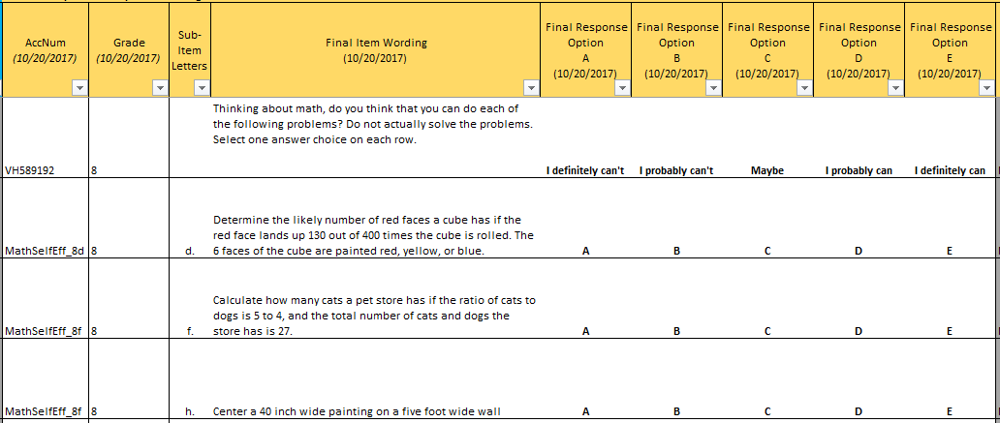 AccNum
(10/20/2017)
Grade
(10/20/2017)
Sub-
Item
Letters
Final Item Wording
(10/20/2017)
Final Response
Option
A
(10/20/2017)
Final Response
Option
B
(10/20/2017)
Final Response
Option
C
(10/20/2017)
Final Response
Option
D
(10/20/2017)
Final Response
Option
E
(10/20/2017)
Thinking about math, do you think that you can do each of
the following problems? Do not actually solve the problems.
Select one answer choice on each row.
VH589192 8 I definitely can't I probably can't Maybe I probably can I definitely can
Determine the likely number of red faces a cube has if the
red face lands up 130 out of 400 times the cube is rolled. The
MathSelfEff_8d 8 d. 6 faces of the cube are painted red, yellow, or blue. A B C D E
Calculate how many cats a pet store has if the ratio of cats to
dogs is 5 to 4, and the total number of cats and dogs the
MathSelfEff_8f 8 f. store has is 27. A B C D E
MathSelfEff_8f 8 h. Center a 40 inch wide painting on a five foot wide wall A B C D E